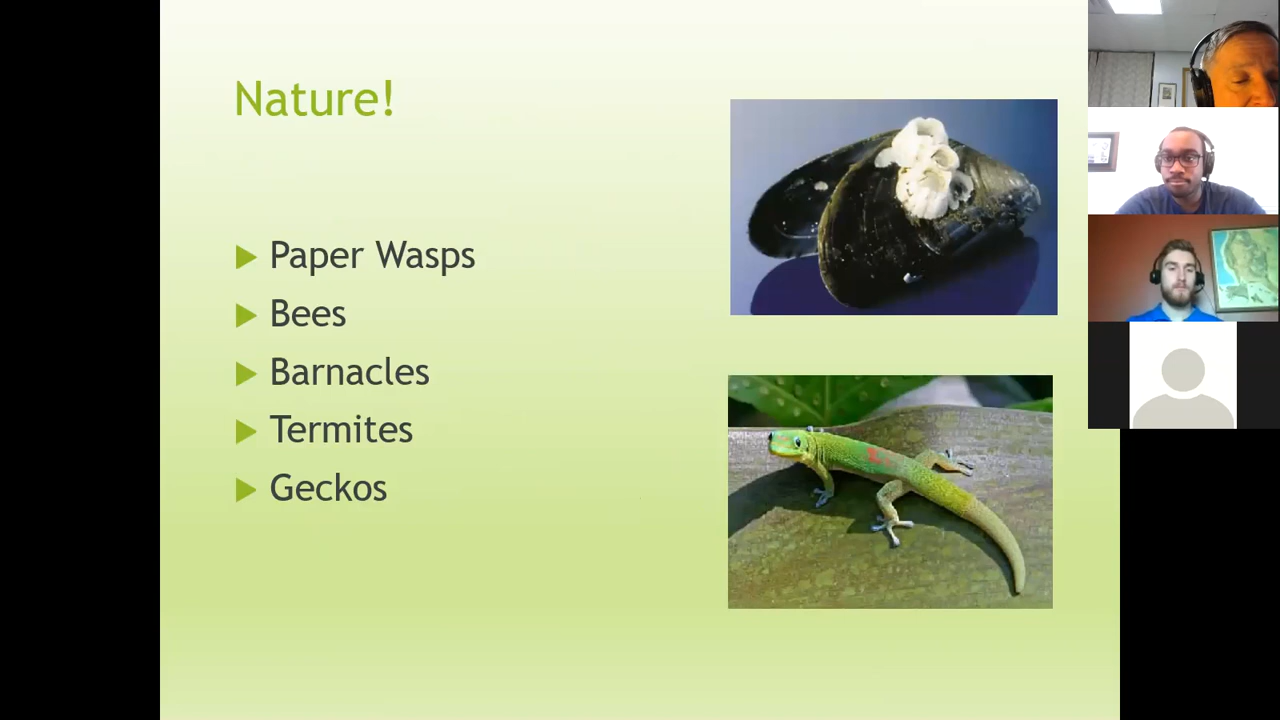 Nature!
Paper Wasps
Bees
Barnacles
Termites
Geckos